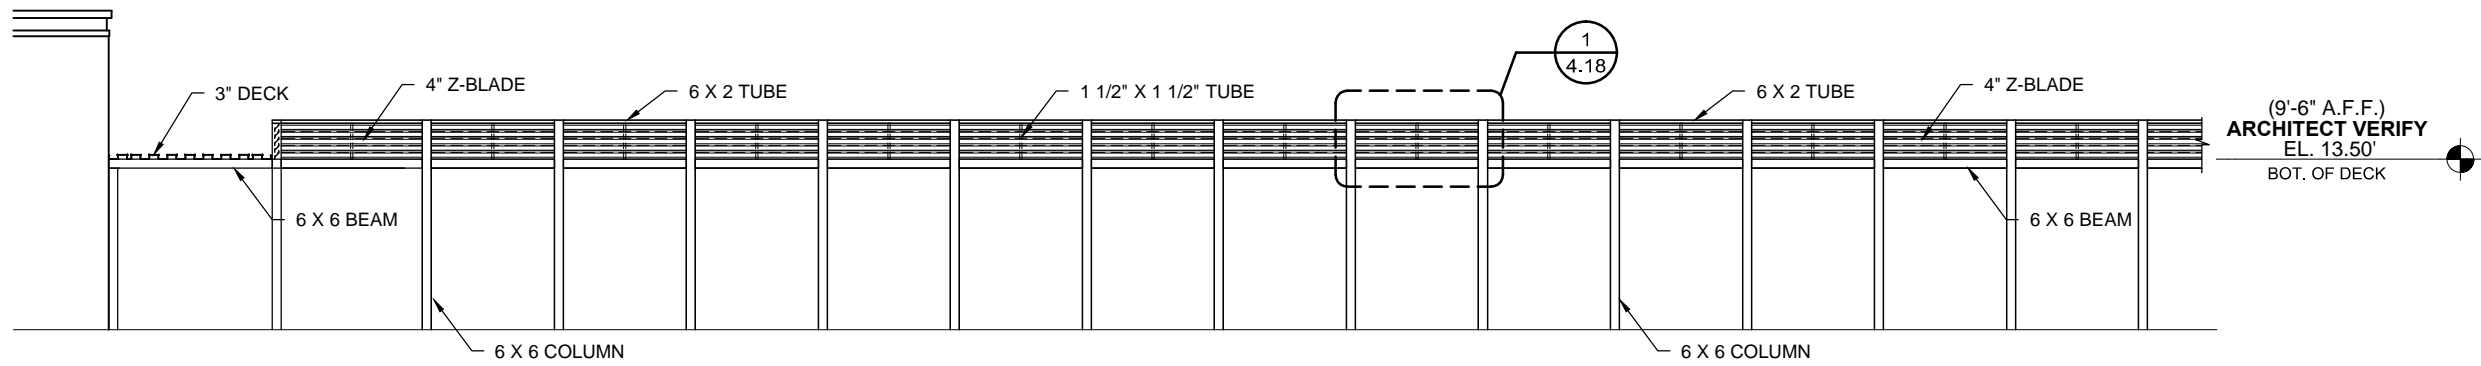 1
4.18
3" DECK
4" Z-BLADE
6 X 2 TUBE
1 1/2" X 1 1/2" TUBE
6 X 2 TUBE
4" Z-BLADE
(9'-6" A.F.F.)
ARCHITECT VERIFY
EL. 13.50'
BOT. OF DECK
6 X 6 BEAM
6 X 6 BEAM
6 X 6 COLUMN
6 X 6 COLUMN